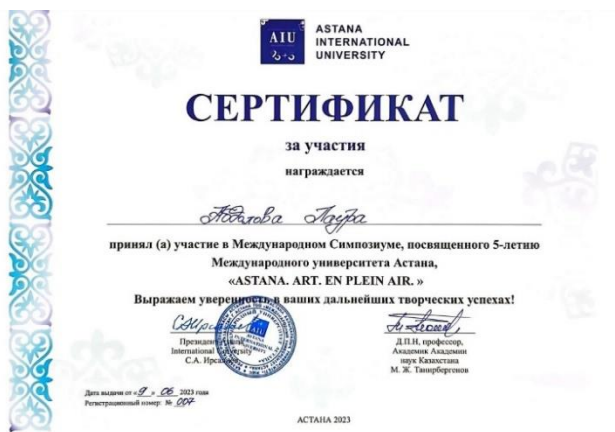 AIU
ASTANA
INTERNATIONAL
UNIVERSITY
СЕРТИФИКАТ
за участия
награждается
Лаура
принял (а) участие в Международном Симпозиуме, посвященного 5-летию
Международного университета Астана,
«ASTANA. ART. EN PLEIN AIR. »
Выражаем уверенность в ваших дальнейших творческих успехах!
Президент
International University
С.А. Ирсалиев
Д.П.Н, профессор,
Академик Академии
наук Казахстана
М. Ж. Танирбергенов
Дата выдачи от « 9 » 06 2023 года
Регистрационный номер: № 007
АСТАНА 2023